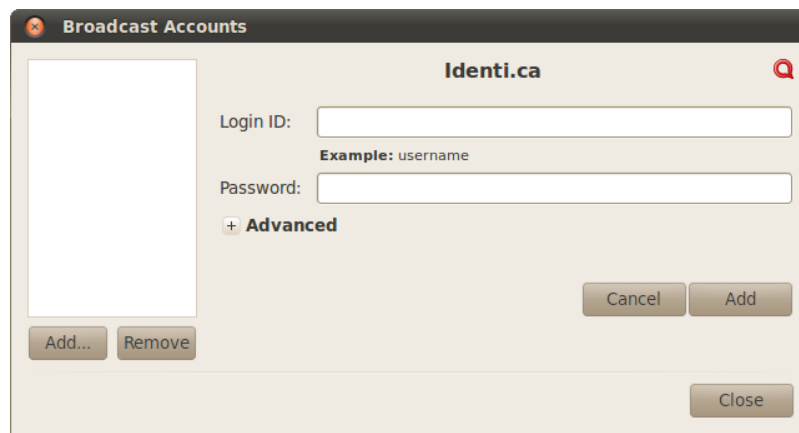 Broadcast Accounts
Identi.ca
Login ID:
Example: username
Password:
+ Advanced
Cancel Add
Add... Remove
Close